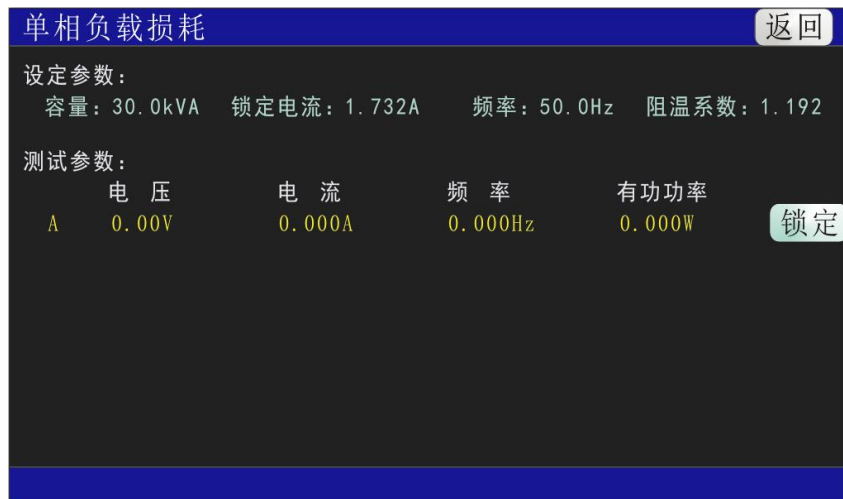 单相负载损耗 返回
设定参数：
容量：30.0kVA 锁定电流：1.732A 频率：50.0Hz 阻温系数：1.192
测试参数：
电 压 电 流 频 率 有功功率
A 0.00V 0.000A 0.000Hz 0.000W 锁定